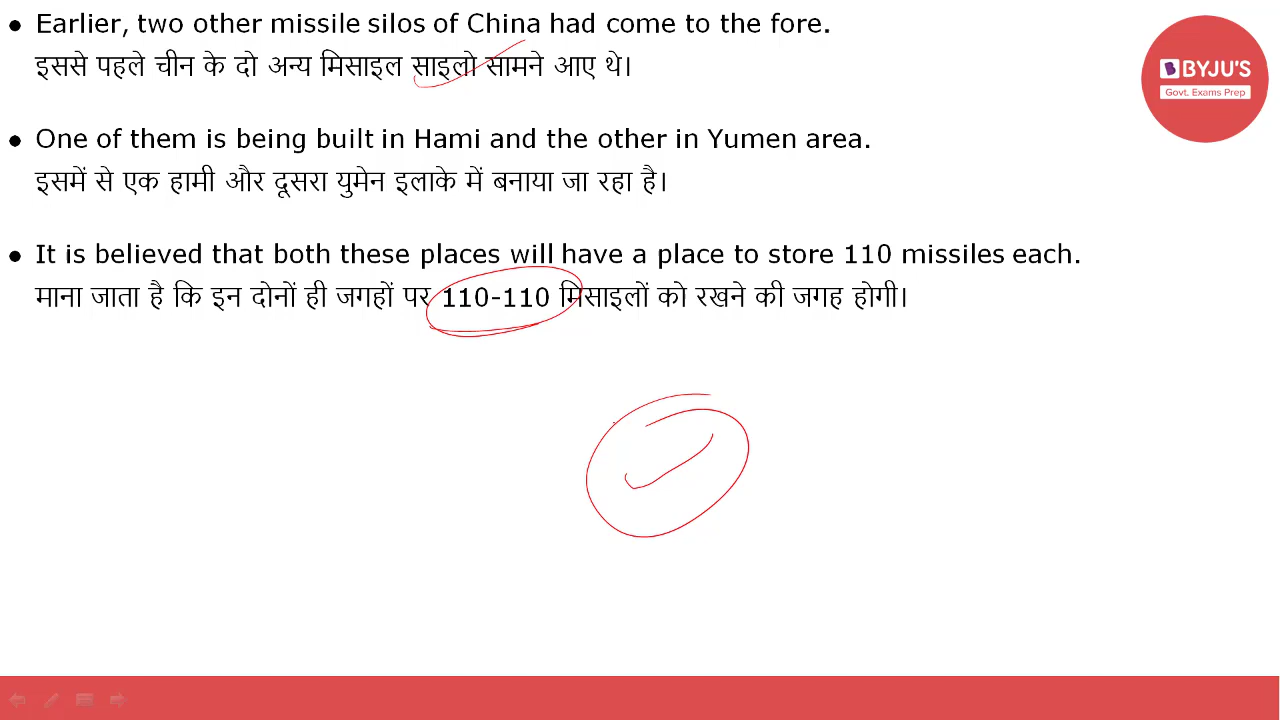 • Earlier, two other missile silos of China had come to the fore.
इससे पहले चीन के दो अन्य मिसाइल साइलो सामने आए थे।
• One of them is being built in Hami and the other in Yumen area.
इसमें से एक हामी और दूसरा युमेन इलाके में बनाया जा रहा है।
• It is believed that both these places will have a place to store 110 missiles each.
माना जाता है कि इन दोनों ही जगहों पर 110-110 मिसाइलों को रखने की जगह होगी।
BYJU'S
Govt. Exams Prep